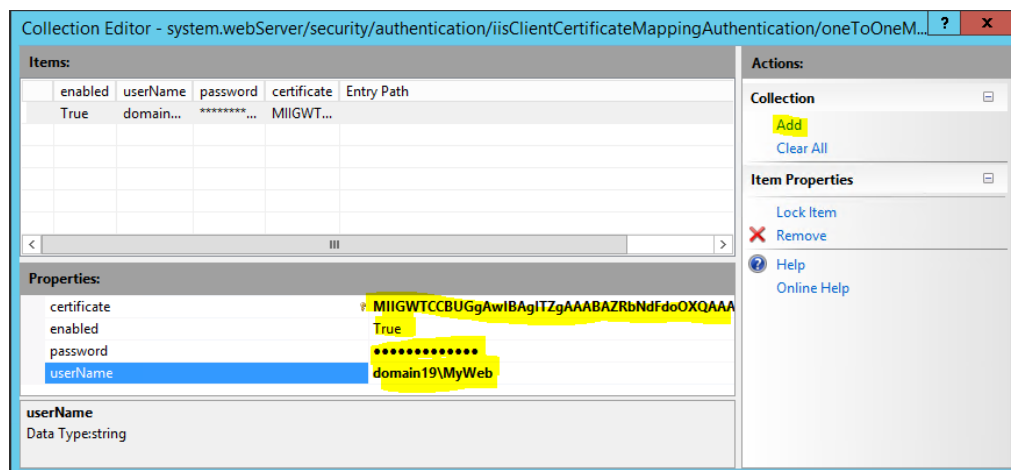 Collection Editor - system.webServer/security/authentication/iisClientCertificateMappingAuthentication/oneToOneM... ? x
Items:
enabled userName password certificate Entry Path
True domain... ********... MIIGWT...
Properties:
certificate MIIGWTCCBUGgAwIBAgITZgAAABAZRbNdFdoOXQAAA
enabled True
password ●●●●●●●●●●●●●
userName domain19\MyWeb
userName
Data Type:string
Actions:
Collection
Add
Clear All
Item Properties
Lock Item
Remove
Help
Online Help